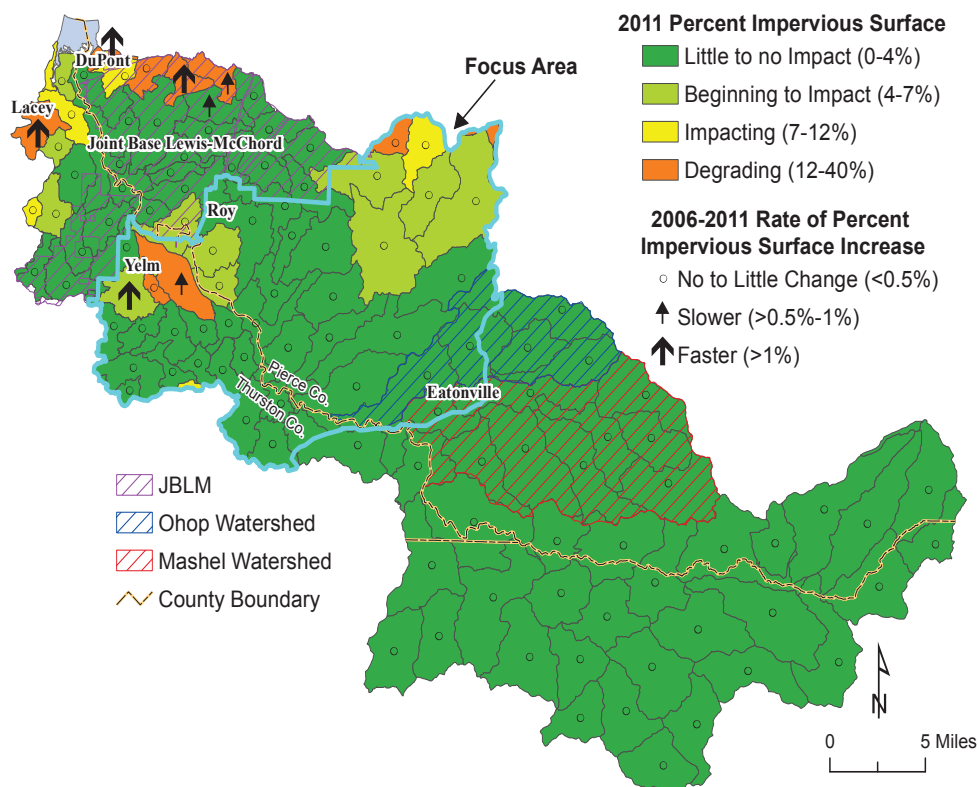 2011 Percent Impervious Surface
Little to no Impact (0-4%)
Beginning to Impact (4-7%)
Impacting (7-12%)
Degrading (12-40%)
2006-2011 Rate of Percent
Impervious Surface Increase
No to Little Change (<0.5%)
Slower (>0.5%-1%)
Faster (>1%)
Focus Area
DuPont
Lacey
Joint Base Lewis-McChord
Roy
Yelm
Pierce Co.
Thurston Co.
Eatonville
JBLM
Ohop Watershed
Mashel Watershed
County Boundary
N
0 5 Miles